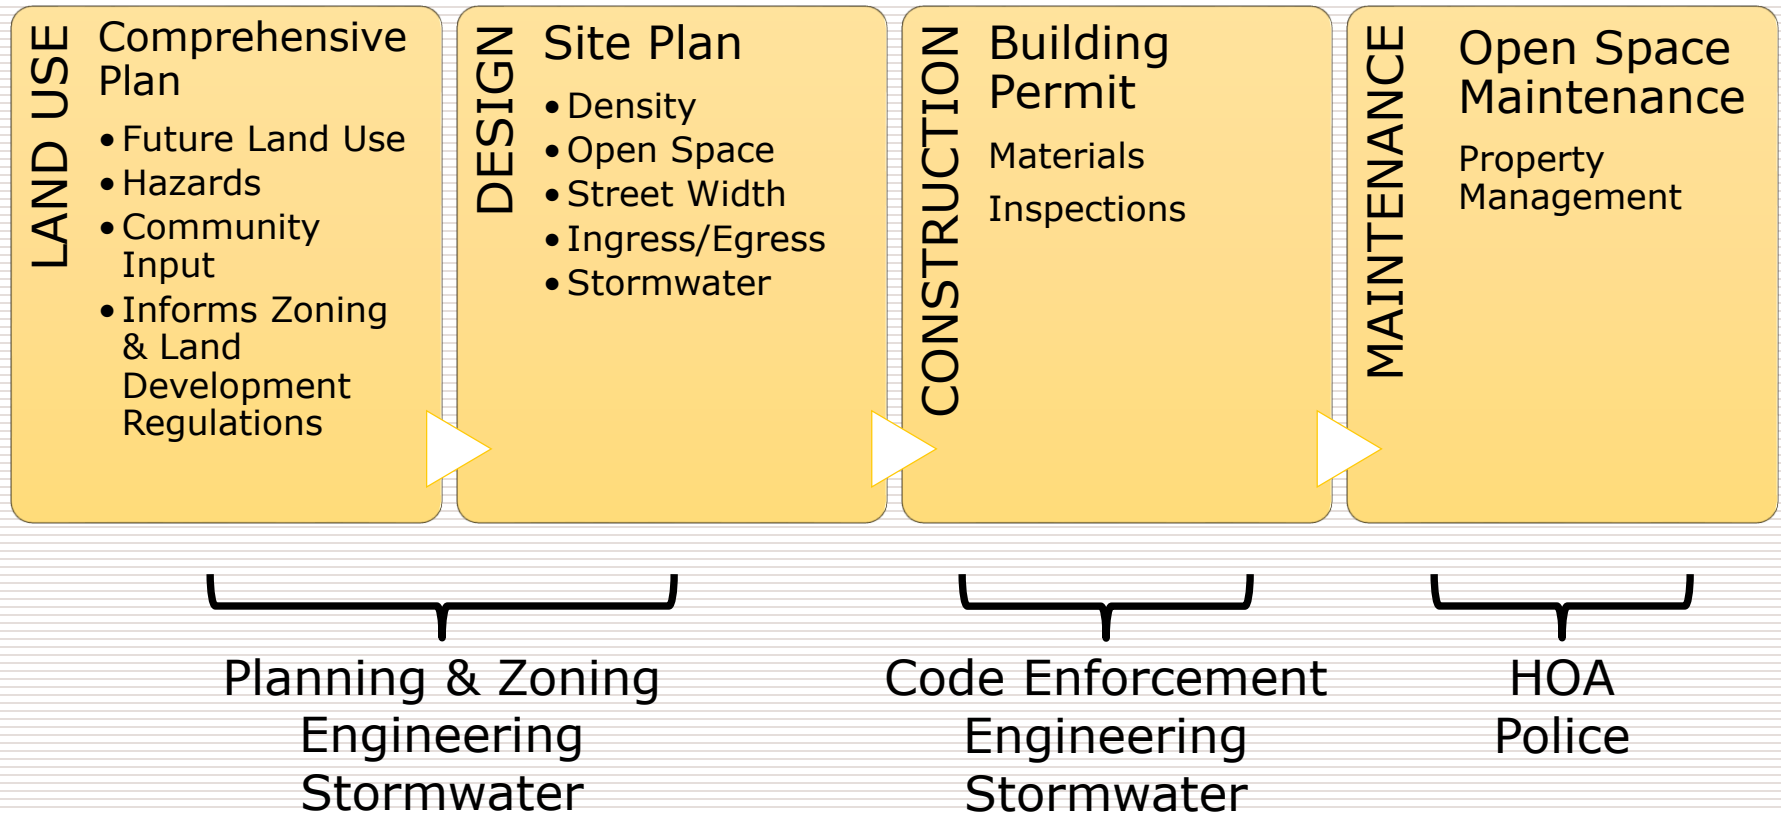 LAND USE
Comprehensive
Plan
• Future Land Use
• Hazards
• Community
Input
• Informs Zoning
& Land
Development
Regulations
DESIGN
Site Plan
• Density
• Open Space
• Street Width
• Ingress/Egress
• Stormwater
CONSTRUCTION
Building
Permit
Materials
Inspections
MAINTENANCE
Open Space
Maintenance
Property
Management
Planning & Zoning
Engineering
Stormwater
Code Enforcement
Engineering
Stormwater
HOA
Police